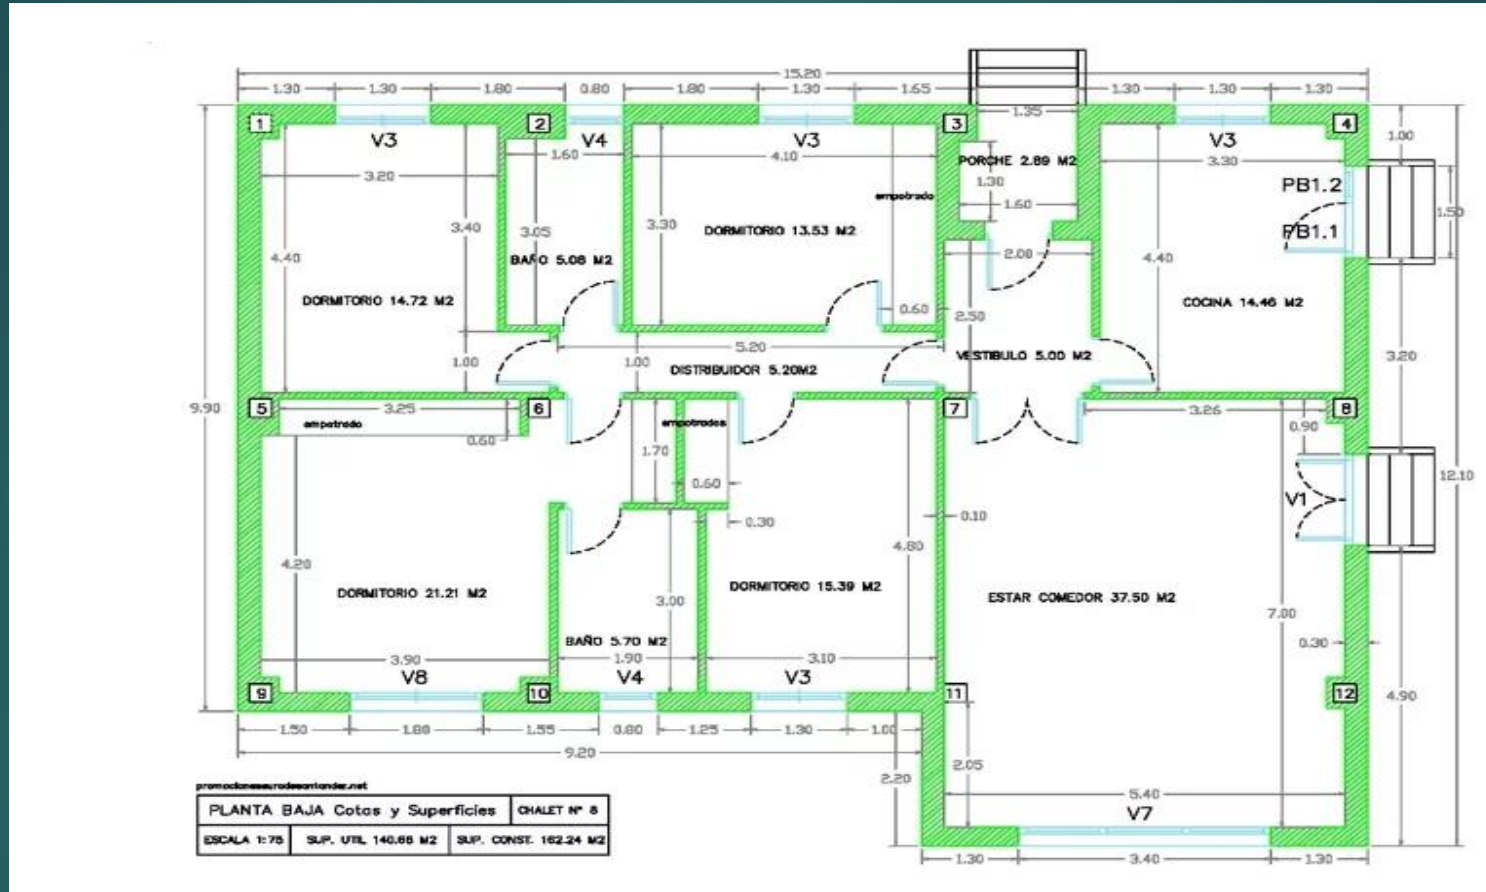 15.20
1.30 1.30 1.80 0.80 1.80 1.30 1.65 1.30 1.30 1.30
1.35
1 2 3 4
V3 V4 V3 V3
1.00
1.60 4.10 PORCHE 2.89 M2 3.30
3.20 1.30 PB1.2
empotrado 1.60 1.50
3.40 3.05 3.30 DORMITORIO 13.53 M2 PB1.1
4.40 BAÑO 5.08 M2 2.00 4.40
DORMITORIO 14.72 M2 0.60 2.50 COCINA 14.46 M2
5.20 VESTIBULO 5.00 M2 3.20
1.00 1.00 DISTRIBUIDOR 5.20M2
9.90 5 3.25 6 7 3.26 8
empotrado empotrados 0.90
0.60 1.70
0.60 12.10
V1
0.30 0.10
4.20 4.80
DORMITORIO 21.21 M2 3.00 DORMITORIO 15.39 M2 ESTAR COMEDOR 37.50 M2
7.00
BAÑO 5.70 M2 0.30
3.90 1.90 3.10
V8 V4 V3
9 10 11 12 4.90
1.50 1.55 0.80 1.25 1.30 1.00
9.20
2.20 2.05
promocioneseurodesantander.net 5.40
PLANTA BAJA Cotas y Superficies CHALET Nº 8 V7
ESCALA 1:75 SUP. UTIL 140.66 M2 SUP. CONST. 162.24 M2
1.30 3.40 1.30